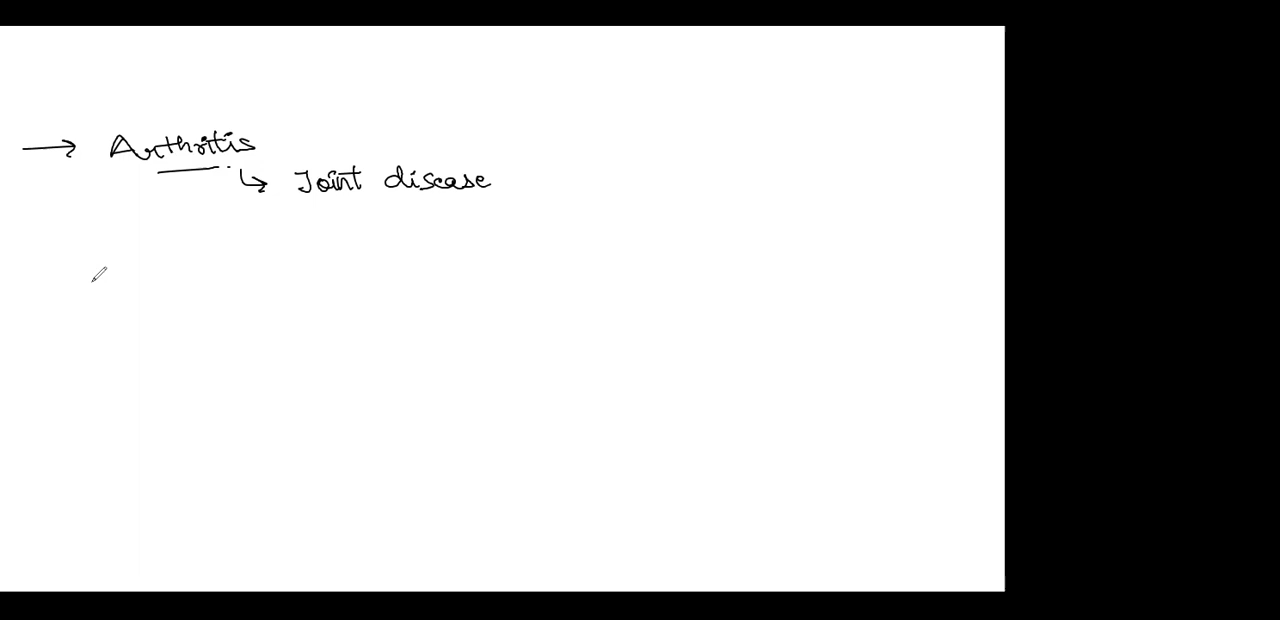 → Arthritis
↳ Joint disease